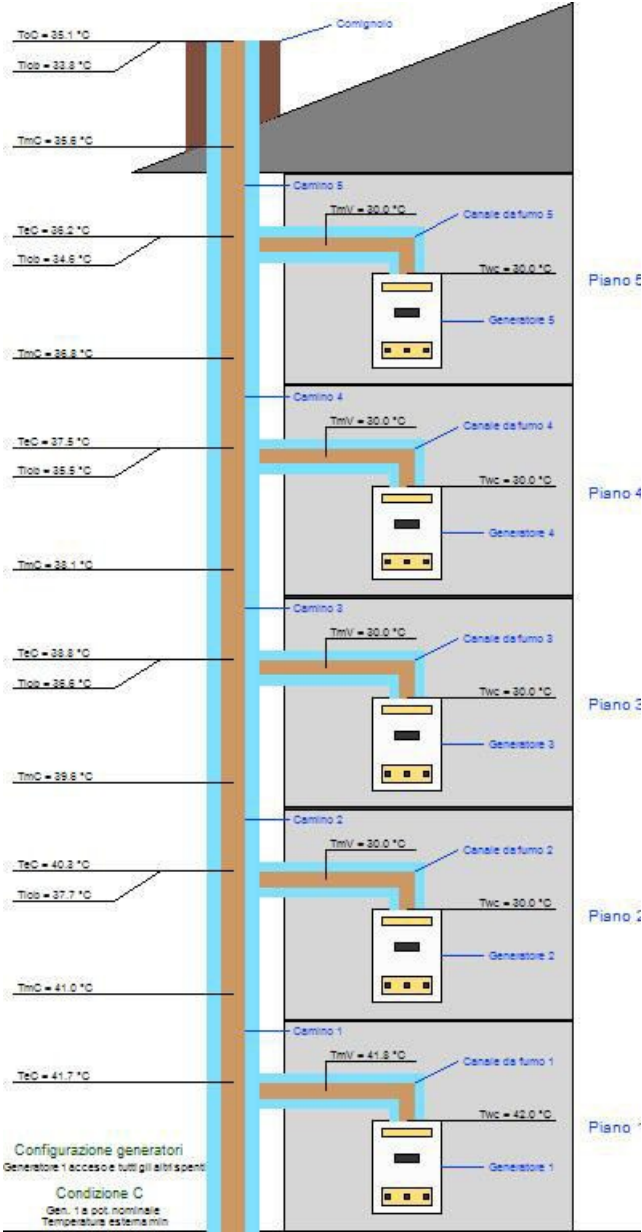 ToC = 35.1 °C
Comignolo
Tiob = 33.8 °C
TmC = 35.6 °C
Camino 5
TmV = 30.0 °C
Canale da fumo 5
TeC = 36.2 °C
Tiob = 34.6 °C
Twc = 30.0 °C
Piano 5
Generatore 5
TmC = 36.8 °C
Camino 4
TmV = 30.0 °C
Canale da fumo 4
TeC = 37.5 °C
Tiob = 35.5 °C
Twc = 30.0 °C
Piano 4
Generatore 4
TmC = 38.1 °C
Camino 3
TmV = 30.0 °C
Canale da fumo 3
TeC = 38.8 °C
Tiob = 36.6 °C
Twc = 30.0 °C
Piano 3
Generatore 3
TmC = 39.6 °C
Camino 2
TmV = 30.0 °C
Canale da fumo 2
TeC = 40.3 °C
Tiob = 37.7 °C
Twc = 30.0 °C
Piano 2
Generatore 2
TmC = 41.0 °C
Camino 1
TmV = 41.8 °C
Canale da fumo 1
TeC = 41.7 °C
Twc = 42.0 °C
Piano 1
Generatore 1
Configurazione generatori
Generatore 1 acceso e tutti gli altri spenti
Condizione C
Gen. 1 a pot. nominale
Temperatura esterna min